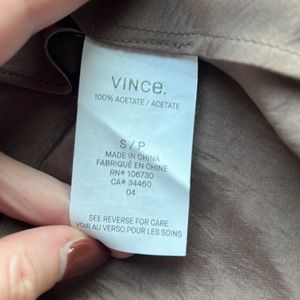 VINCE.
100% ACETATE / ACETATE
S / P
MADE IN CHINA
FABRIQUÉ EN CHINE
RN# 106730
CA# 34460
04
SEE REVERSE FOR CARE
VOIR AU VERSO POUR LES SOINS